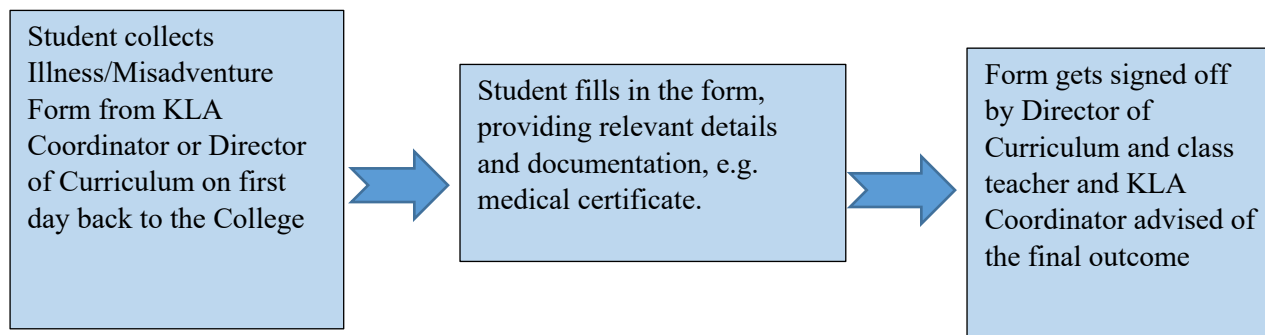 Student collects
Illness/Misadventure
Form from KLA
Coordinator or Director
of Curriculum on first
day back to the College
Student fills in the form,
providing relevant details
and documentation, e.g.
medical certificate.
Form gets signed off
by Director of
Curriculum and class
teacher and KLA
Coordinator advised of
the final outcome